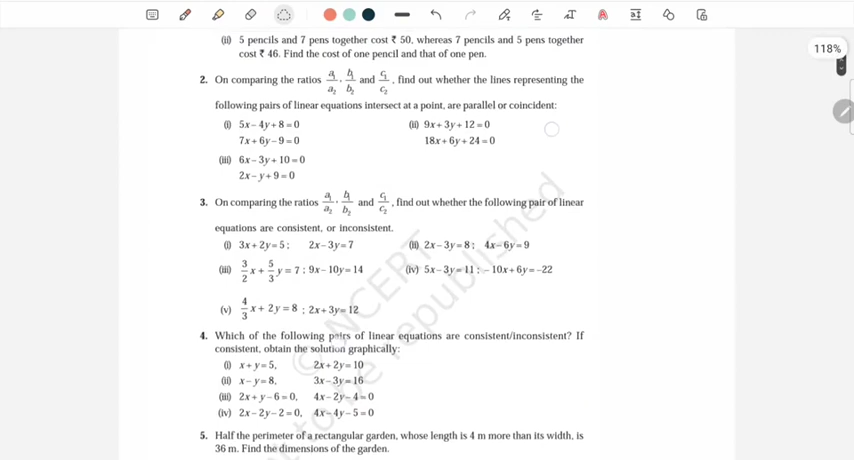 118%
(ii) 5 pencils and 7 pens together cost ₹ 50, whereas 7 pencils and 5 pens together
cost ₹ 46. Find the cost of one pencil and that of one pen.
2. On comparing the ratios a₁/a₂, b₁/b₂ and c₁/c₂, find out whether the lines representing the
following pairs of linear equations intersect at a point, are parallel or coincident:
(i) 5x – 4y + 8 = 0 (ii) 9x + 3y + 12 = 0
7x + 6y – 9 = 0 18x + 6y + 24 = 0
(iii) 6x – 3y + 10 = 0
2x – y + 9 = 0
3. On comparing the ratios a₁/a₂, b₁/b₂ and c₁/c₂, find out whether the following pair of linear
equations are consistent, or inconsistent.
(i) 3x + 2y = 5 ; 2x – 3y = 7 (ii) 2x – 3y = 8 ; 4x – 6y = 9
(iii) 3/2 x + 5/3 y = 7 ; 9x – 10y = 14 (iv) 5x – 3y = 11 ; – 10x + 6y = –22
(v) 4/3 x + 2y = 8 ; 2x + 3y = 12
4. Which of the following pairs of linear equations are consistent/inconsistent? If
consistent, obtain the solution graphically:
(i) x + y = 5, 2x + 2y = 10
(ii) x – y = 8, 3x – 3y = 16
(iii) 2x + y – 6 = 0, 4x – 2y – 4 = 0
(iv) 2x – 2y – 2 = 0, 4x – 4y – 5 = 0
5. Half the perimeter of a rectangular garden, whose length is 4 m more than its width, is
36 m. Find the dimensions of the garden.
© NCERT
to be republished